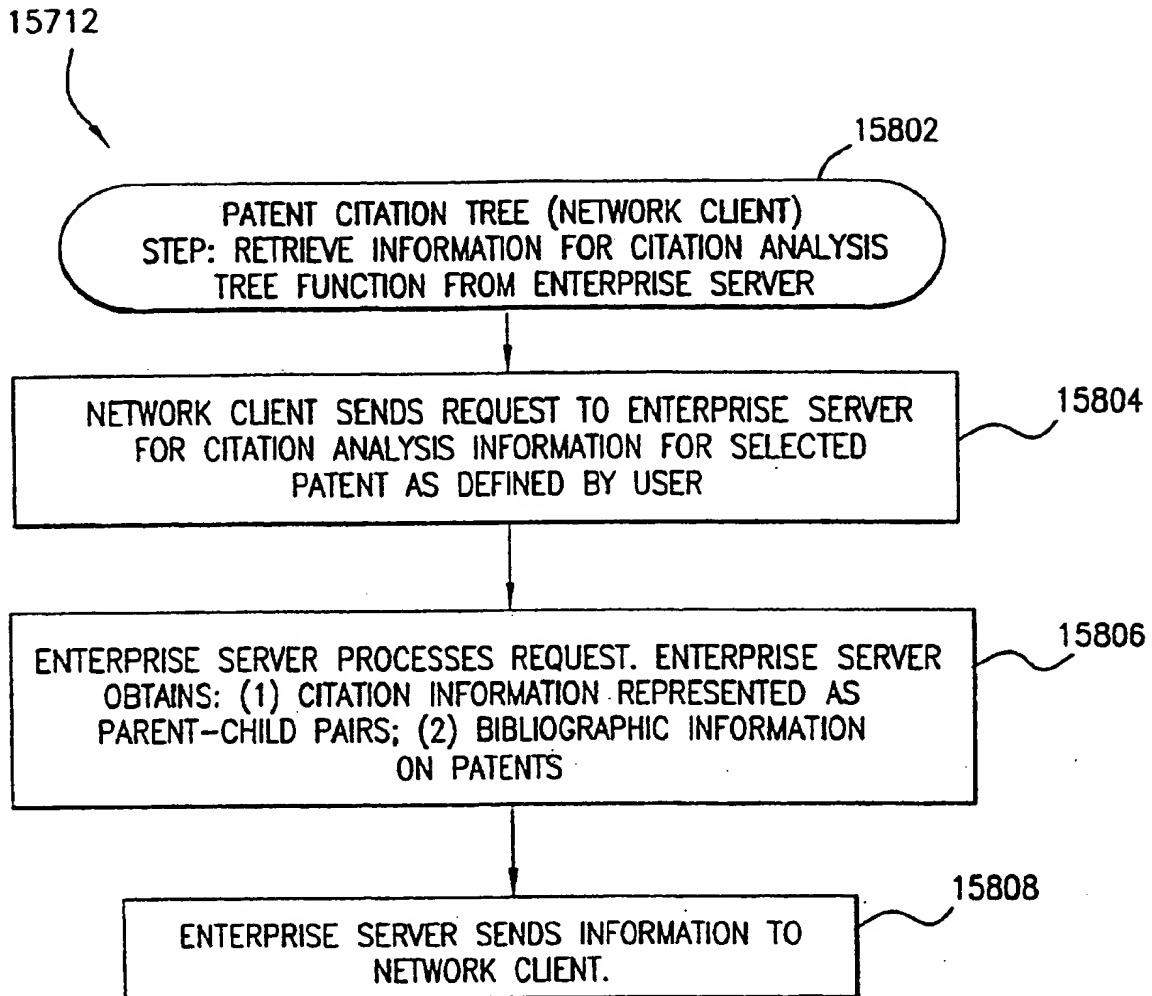 15712
15802
PATENT CITATION TREE (NETWORK CLIENT)
STEP: RETRIEVE INFORMATION FOR CITATION ANALYSIS
TREE FUNCTION FROM ENTERPRISE SERVER
NETWORK CLIENT SENDS REQUEST TO ENTERPRISE SERVER
FOR CITATION ANALYSIS INFORMATION FOR SELECTED
PATENT AS DEFINED BY USER
15804
ENTERPRISE SERVER PROCESSES REQUEST. ENTERPRISE SERVER
OBTAINS: (1) CITATION INFORMATION REPRESENTED AS
PARENT-CHILD PAIRS; (2) BIBLIOGRAPHIC INFORMATION
ON PATENTS
15806
15808
ENTERPRISE SERVER SENDS INFORMATION TO
NETWORK CLIENT.